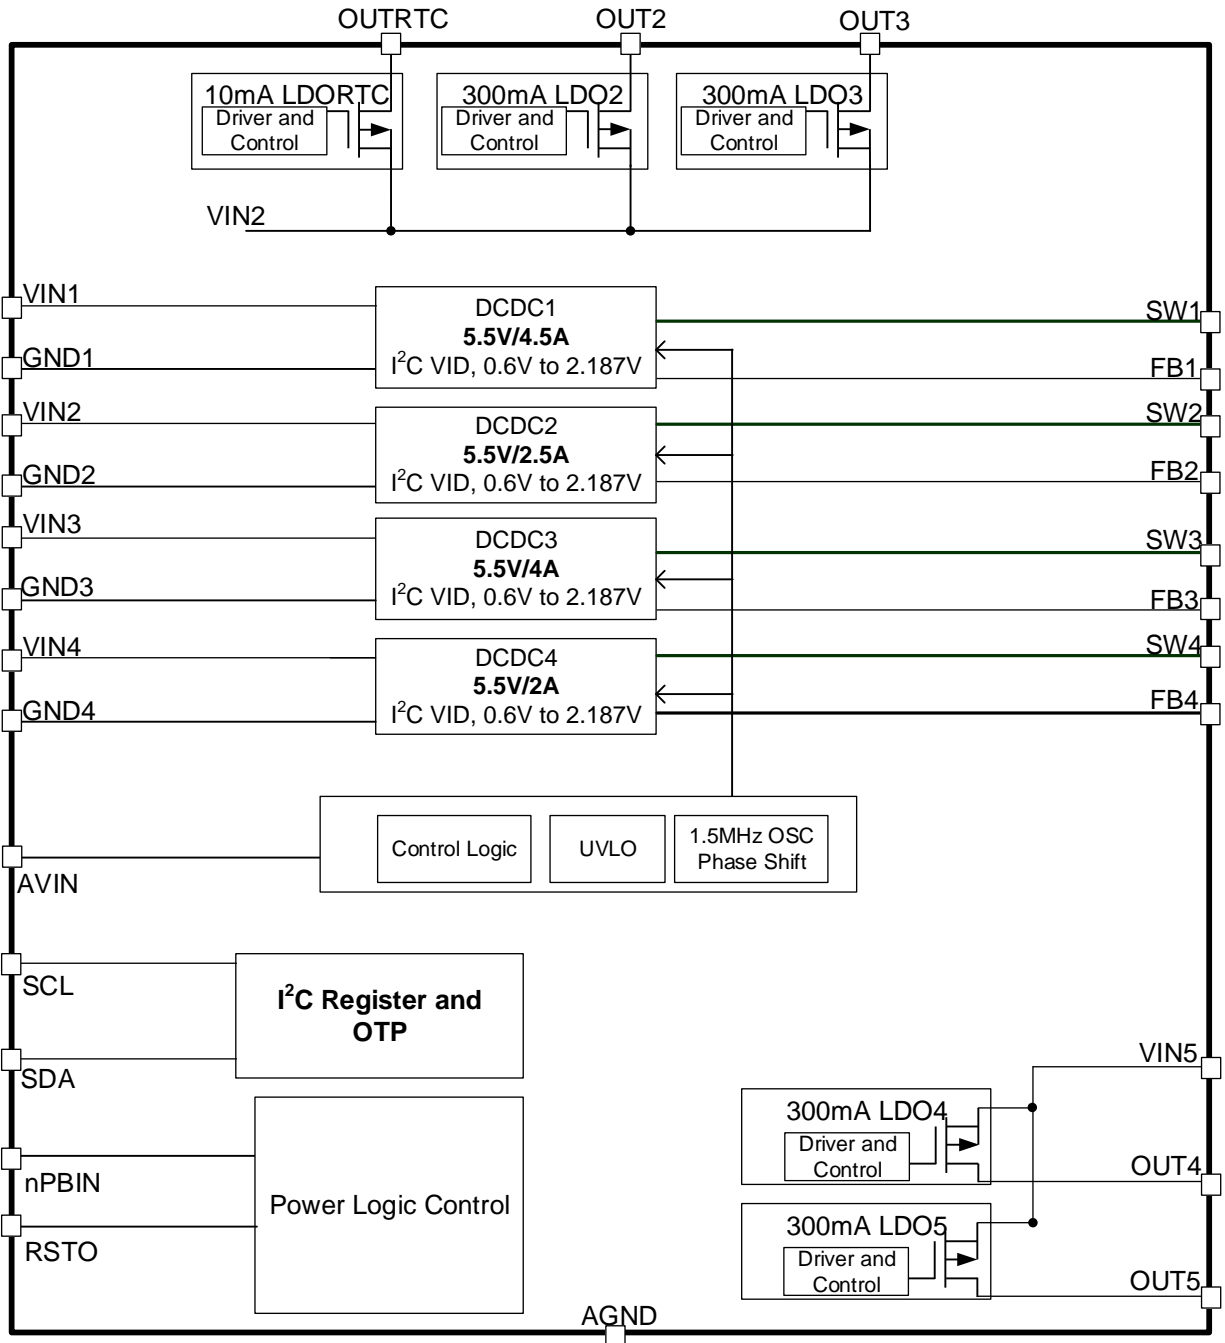 OUTRTC
OUT2
OUT3
10mA LDORTC
Driver and
Control
300mA LDO2
Driver and
Control
300mA LDO3
Driver and
Control
VIN2
VIN1
GND1
DCDC1
5.5V/4.5A
I²C VID, 0.6V to 2.187V
SW1
FB1
VIN2
GND2
DCDC2
5.5V/2.5A
I²C VID, 0.6V to 2.187V
SW2
FB2
VIN3
GND3
DCDC3
5.5V/4A
I²C VID, 0.6V to 2.187V
SW3
FB3
VIN4
GND4
DCDC4
5.5V/2A
I²C VID, 0.6V to 2.187V
SW4
FB4
AVIN
Control Logic
UVLO
1.5MHz OSC
Phase Shift
SCL
SDA
I²C Register and
OTP
nPBIN
RSTO
Power Logic Control
VIN5
300mA LDO4
Driver and
Control
OUT4
300mA LDO5
Driver and
Control
OUT5
AGND